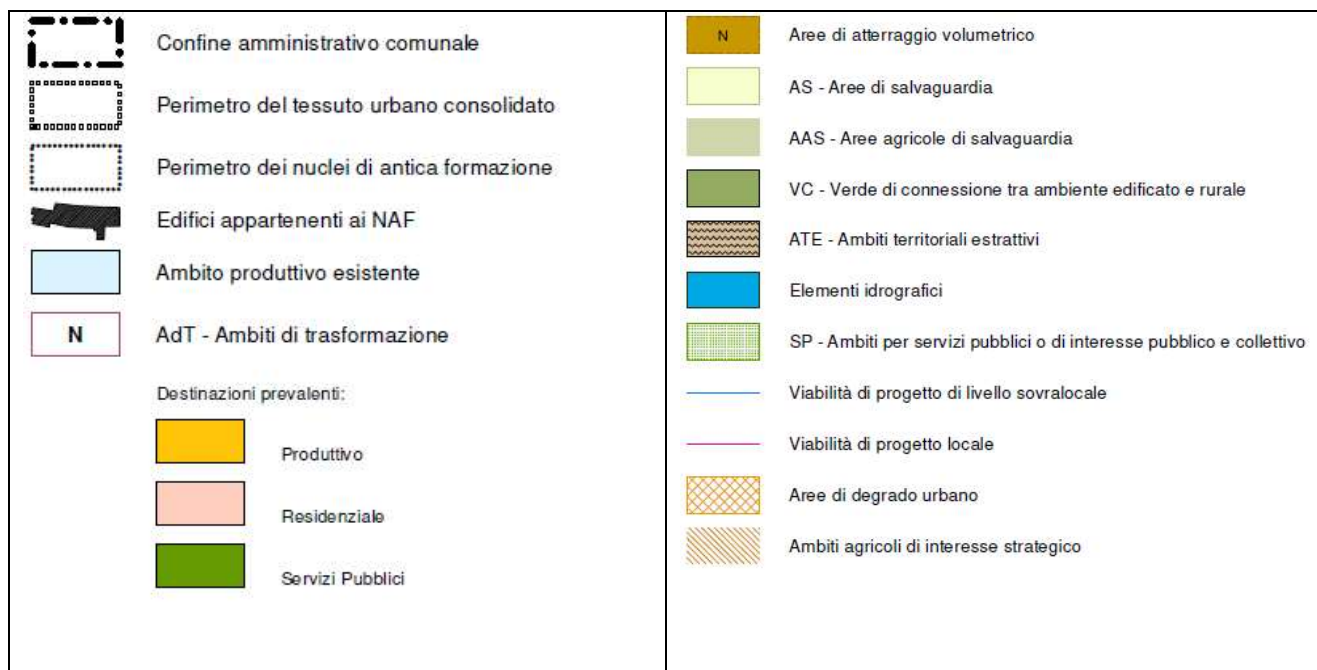 Confine amministrativo comunale
Perimetro del tessuto urbano consolidato
Perimetro dei nuclei di antica formazione
Edifici appartenenti ai NAF
Ambito produttivo esistente
N AdT - Ambiti di trasformazione
Destinazioni prevalenti:
Produttivo
Residenziale
Servizi Pubblici
N Aree di atterraggio volumetrico
AS - Aree di salvaguardia
AAS - Aree agricole di salvaguardia
VC - Verde di connessione tra ambiente edificato e rurale
ATE - Ambiti territoriali estrattivi
Elementi idrografici
SP - Ambiti per servizi pubblici o di interesse pubblico e collettivo
Viabilità di progetto di livello sovralocale
Viabilità di progetto locale
Aree di degrado urbano
Ambiti agricoli di interesse strategico